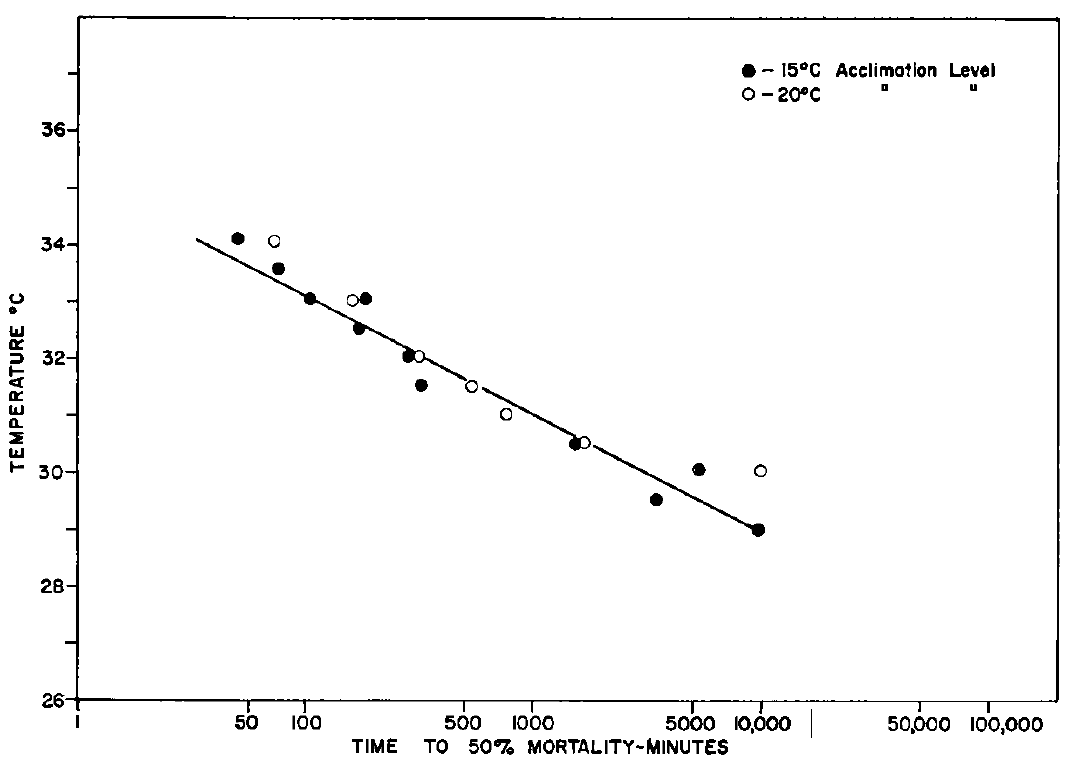 ● - 15°C Acclimation Level
○ - 20°C " "
36
34
32
30
28
26
TEMPERATURE °C
1 50 100 500 1000 5000 10,000 50,000 100,000
TIME TO 50% MORTALITY-MINUTES